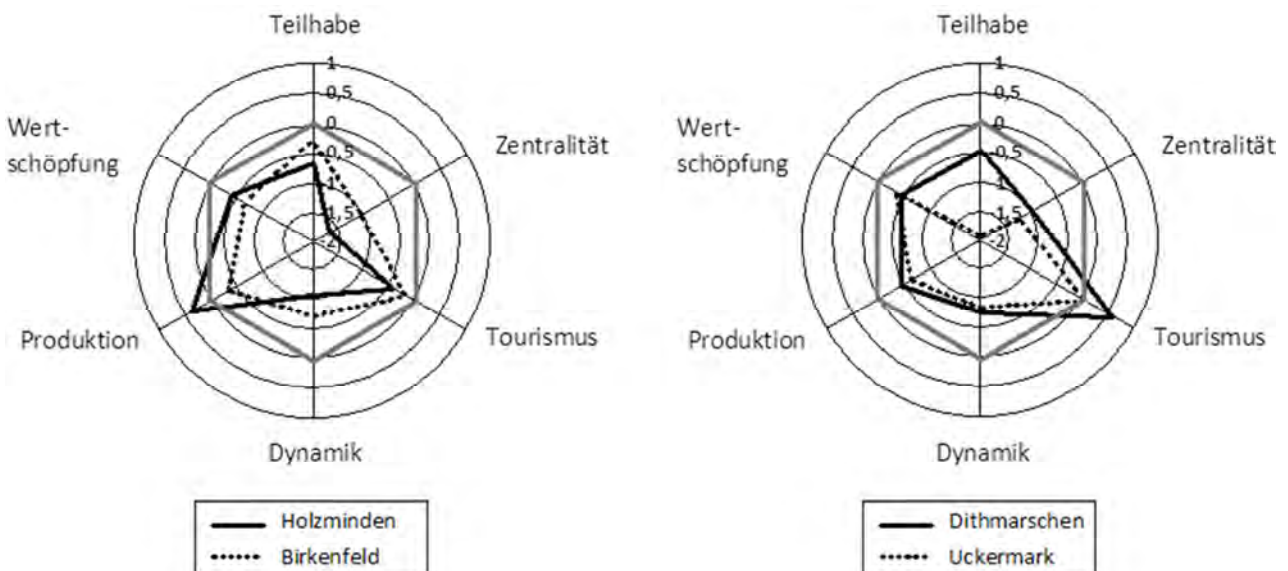 Teilhabe
1
0,5
0
-0,5
-1
-1,5
-2
Wert-
schöpfung
Zentralität
Produktion
Tourismus
Dynamik
Holzminden
Birkenfeld
Teilhabe
1
0,5
0
-0,5
-1
-1,5
-2
Wert-
schöpfung
Zentralität
Produktion
Tourismus
Dynamik
Dithmarschen
Uckermark